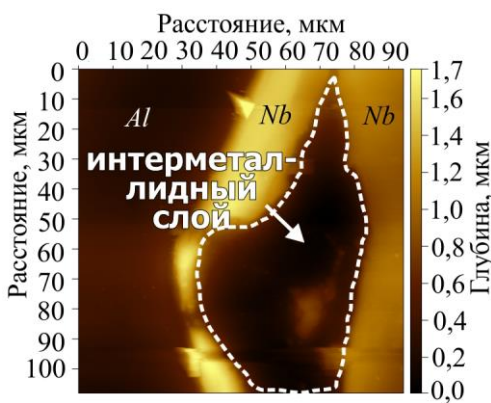 Расстояние, мкм
0 10 20 30 40 50 60 70 80 90
Расстояние, мкм
0
10
20
30
40
50
60
70
80
90
100
Al
Nb
Nb
интерметал-
лидный
слой
1,7
1,6
1,4
1,2
1,0
0,8
0,6
0,4
0,2
0,0
Глубина, мкм